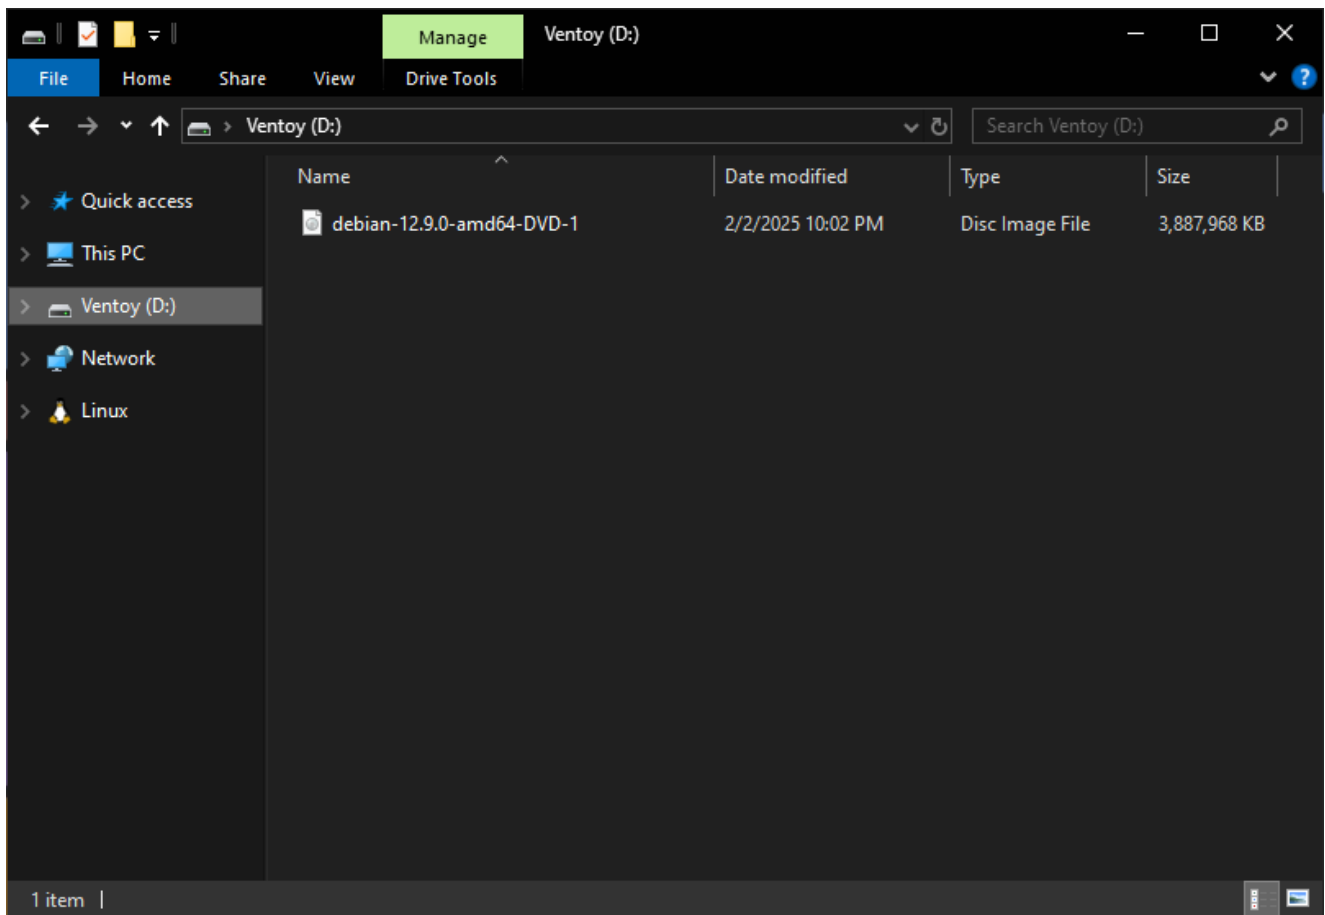 Manage Ventoy (D:)
File Home Share View Drive Tools ?
Ventoy (D:) Search Ventoy (D:)
Name Date modified Type Size
Quick access
debian-12.9.0-amd64-DVD-1 2/2/2025 10:02 PM Disc Image File 3,887,968 KB
This PC
Ventoy (D:)
Network
Linux
1 item